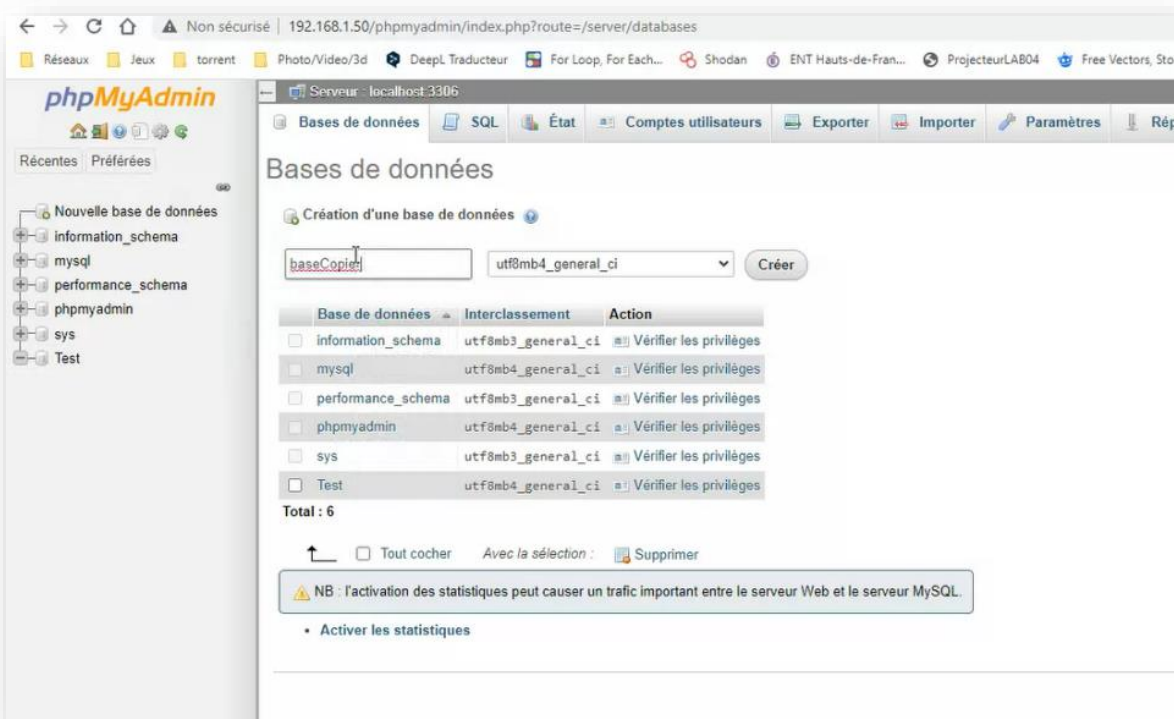 Non sécurisé | 192.168.1.50/phpmyadmin/index.php?route=/server/databases
Réseaux Jeux torrent Photo/Video/3d DeepL Traducteur For Loop, For Each... Shodan ENT Hauts-de-Fran... ProjecteurLAB04 Free Vectors, Sto
phpMyAdmin
Récentes Préférées
Nouvelle base de données
information_schema
mysql
performance_schema
phpmyadmin
sys
Test
Serveur : localhost:3306
Bases de données SQL État Comptes utilisateurs Exporter Importer Paramètres Rép
Bases de données
Création d'une base de données
baseCopie utf8mb4_general_ci Créer
Base de données Interclassement Action
information_schema utf8mb3_general_ci Vérifier les privilèges
mysql utf8mb4_general_ci Vérifier les privilèges
performance_schema utf8mb3_general_ci Vérifier les privilèges
phpmyadmin utf8mb4_general_ci Vérifier les privilèges
sys utf8mb3_general_ci Vérifier les privilèges
Test utf8mb4_general_ci Vérifier les privilèges
Total : 6
Tout cocher Avec la sélection : Supprimer
NB : l'activation des statistiques peut causer un trafic important entre le serveur Web et le serveur MySQL.
• Activer les statistiques